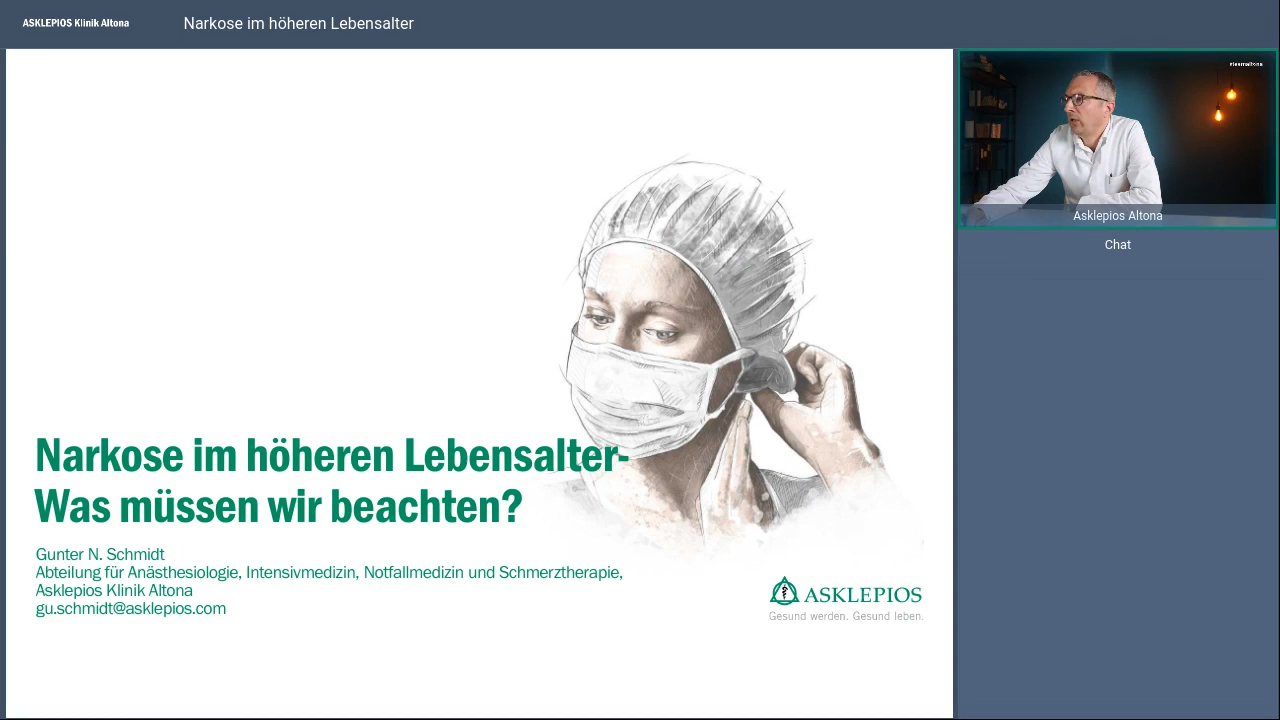 ASKLEPIOS Klinik Altona
Narkose im höheren Lebensalter
#teamaltona
Asklepios Altona
Chat
Narkose im höheren Lebensalter-
Was müssen wir beachten?
Gunter N. Schmidt
Abteilung für Anästhesiologie, Intensivmedizin, Notfallmedizin und Schmerztherapie,
Asklepios Klinik Altona
gu.schmidt@asklepios.com
ASKLEPIOS
Gesund werden. Gesund leben.